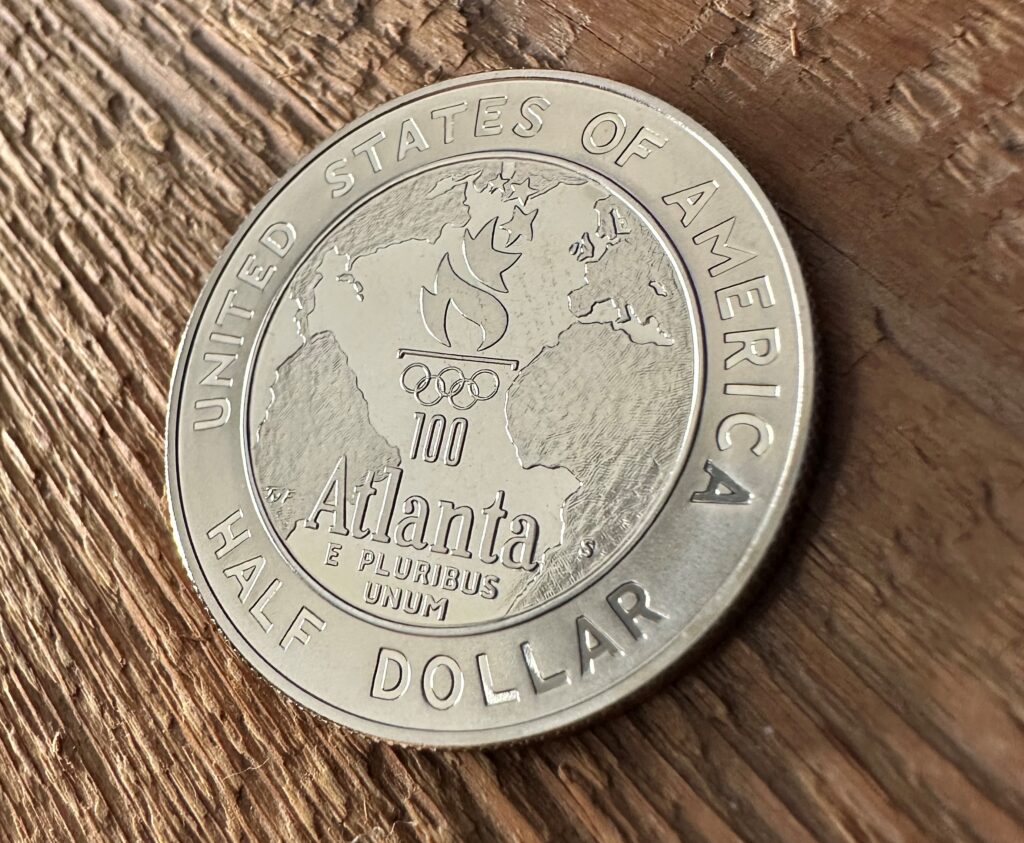 UNITED STATES OF AMERICA
100
Atlanta
E PLURIBUS
UNUM
S
HALF DOLLAR